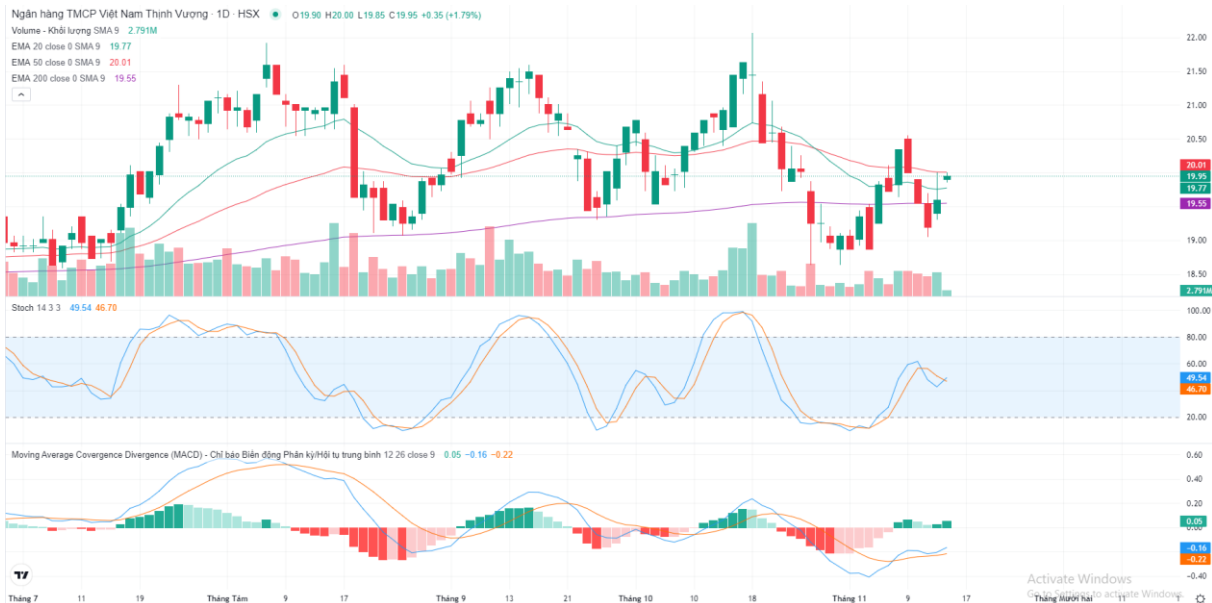 Ngân hàng TMCP Việt Nam Thịnh Vượng · 1D · HSX O19.90 H20.00 L19.85 C19.95 +0.35 (+1.79%)
Volume - Khối lượng SMA 9 2.791M
EMA 20 close 0 SMA 9 19.77
EMA 50 close 0 SMA 9 20.01
EMA 200 close 0 SMA 9 19.55
22.00
21.50
21.00
20.50
20.01
19.95
19.77
19.55
19.00
18.50
2.791M
Stoch 14 3 3 49.54 46.70
100.00
80.00
60.00
49.54
46.70
20.00
Moving Average Covergence Divergence (MACD) - Chỉ báo Biến động Phân kỳ/Hội tụ trung bình 12 26 close 9 0.05 −0.16 −0.22
0.60
0.40
0.20
0.05
0.00
−0.16
−0.22
−0.40
Activate Windows
Go to Settings to activate Windows.
Tháng 7 11 19 Tháng Tám 9 17 Tháng 9 13 21 Tháng 10 10 18 Tháng 11 9 17 Tháng Mười hai 11